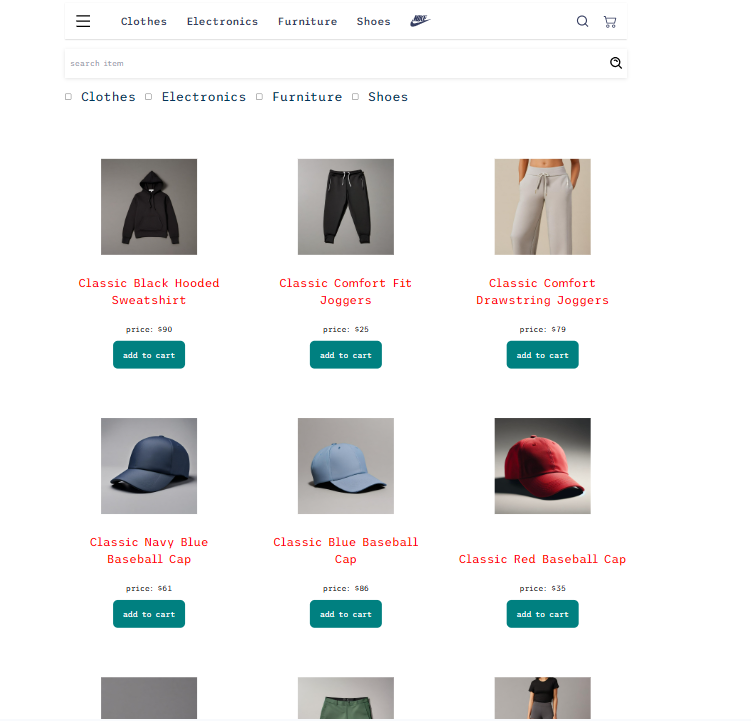 Clothes Electronics Furniture Shoes NIKE
search item
Clothes Electronics Furniture Shoes
Classic Black Hooded
Sweatshirt
price: $90
add to cart
Classic Comfort Fit
Joggers
price: $25
add to cart
Classic Comfort
Drawstring Joggers
price: $79
add to cart
Classic Navy Blue
Baseball Cap
price: $61
add to cart
Classic Blue Baseball
Cap
price: $86
add to cart
Classic Red Baseball Cap
price: $35
add to cart